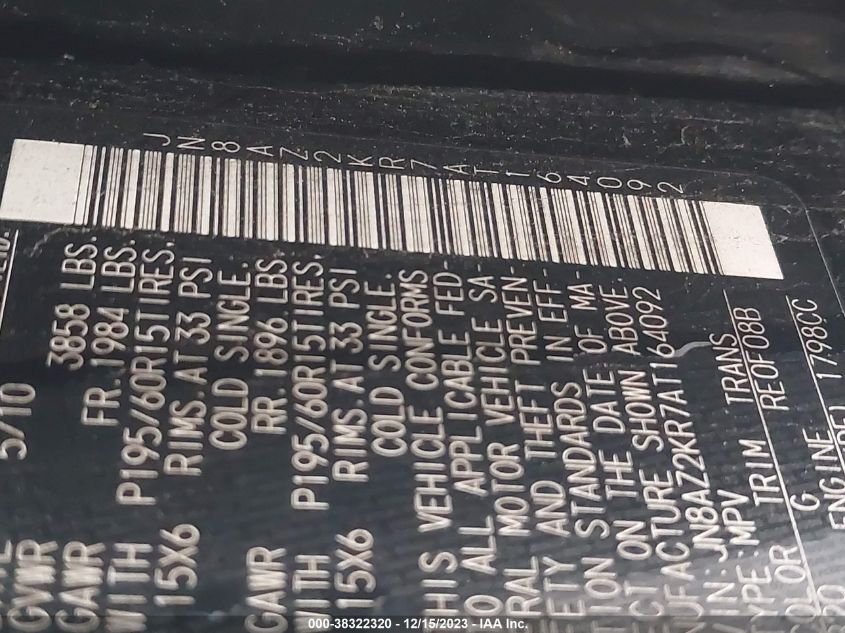 JN8AZ2KR7AT164092
5/10
GVWR 3858 LBS.
GAWR FR. 1984 LBS.
WITH P195/60R15TIRES.
15X6 RIMS. AT 33 PSI
COLD SINGLE.
GAWR RR. 1896 LBS.
WITH P195/60R15TIRES.
15X6 RIMS. AT 33 PSI
COLD SINGLE.
HIS VEHICLE CONFORMS
O ALL APPLICABLE FED-
RAL MOTOR VEHICLE SA-
ETY AND THEFT PREVEN-
TION STANDARDS IN EFF-
CT ON THE DATE OF MA-
UFACTURE SHOWN ABOVE.
IN: JN8AZ2KR7AT164092
YPE:MPV
OLOR TRIM TRANS
G RE0F08B
ENGINE 1798CC
000-38322320 - 12/15/2023 - IAA Inc.